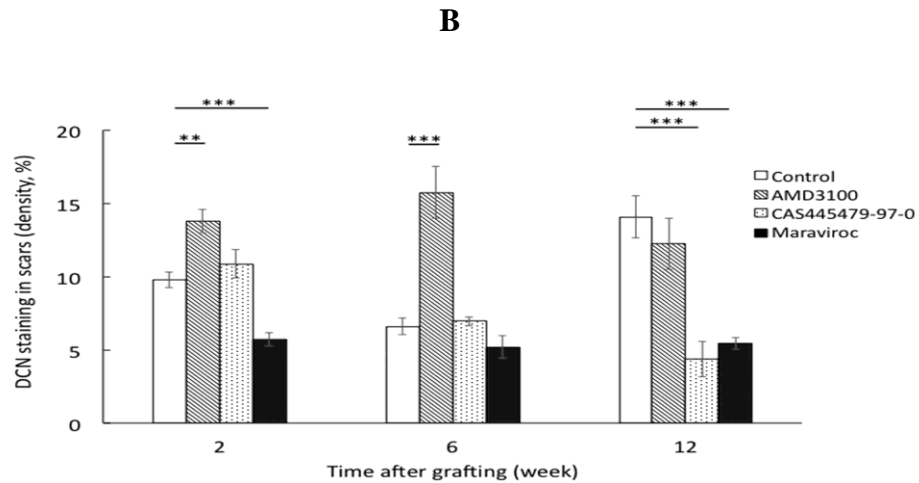 B
***
**
***
***
***
20
15
10
5
0
DCN staining in scars (density, %)
Control
AMD3100
CAS445479-97-0
Maraviroc
2
6
12
Time after grafting (week)